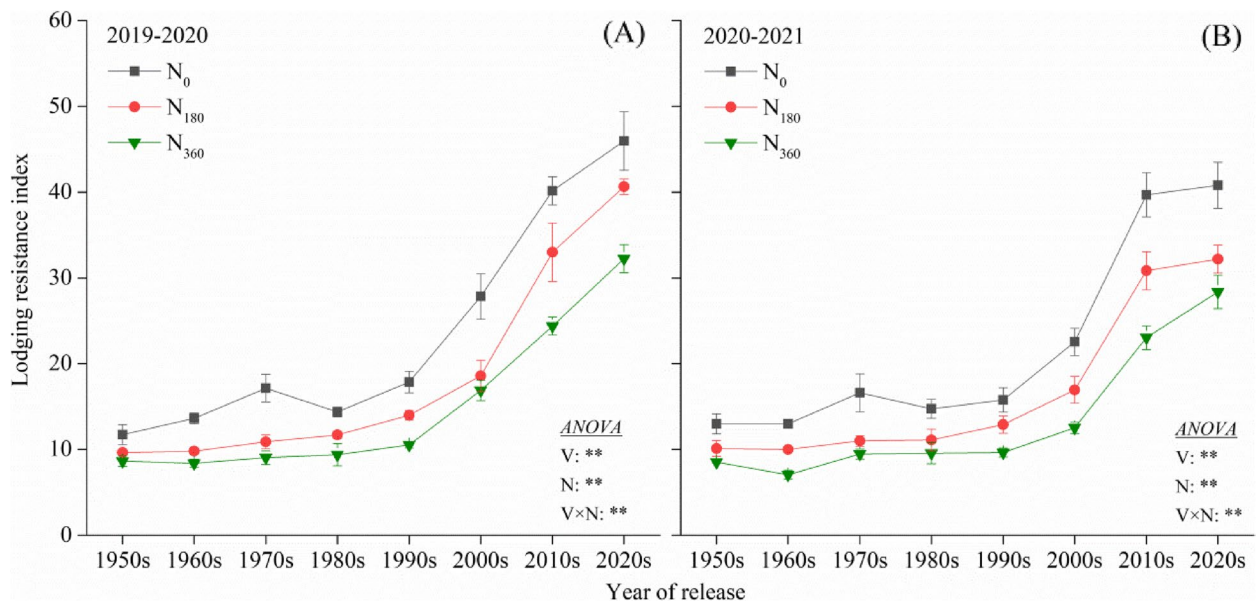 60
50
40
30
20
10
0
Lodging resistance index
2019-2020
(A)
N0
N180
N360
ANOVA
V: **
N: **
V×N: **
1950s 1960s 1970s 1980s 1990s 2000s 2010s 2020s
2020-2021
(B)
N0
N180
N360
ANOVA
V: **
N: **
V×N: **
1950s 1960s 1970s 1980s 1990s 2000s 2010s 2020s
Year of release